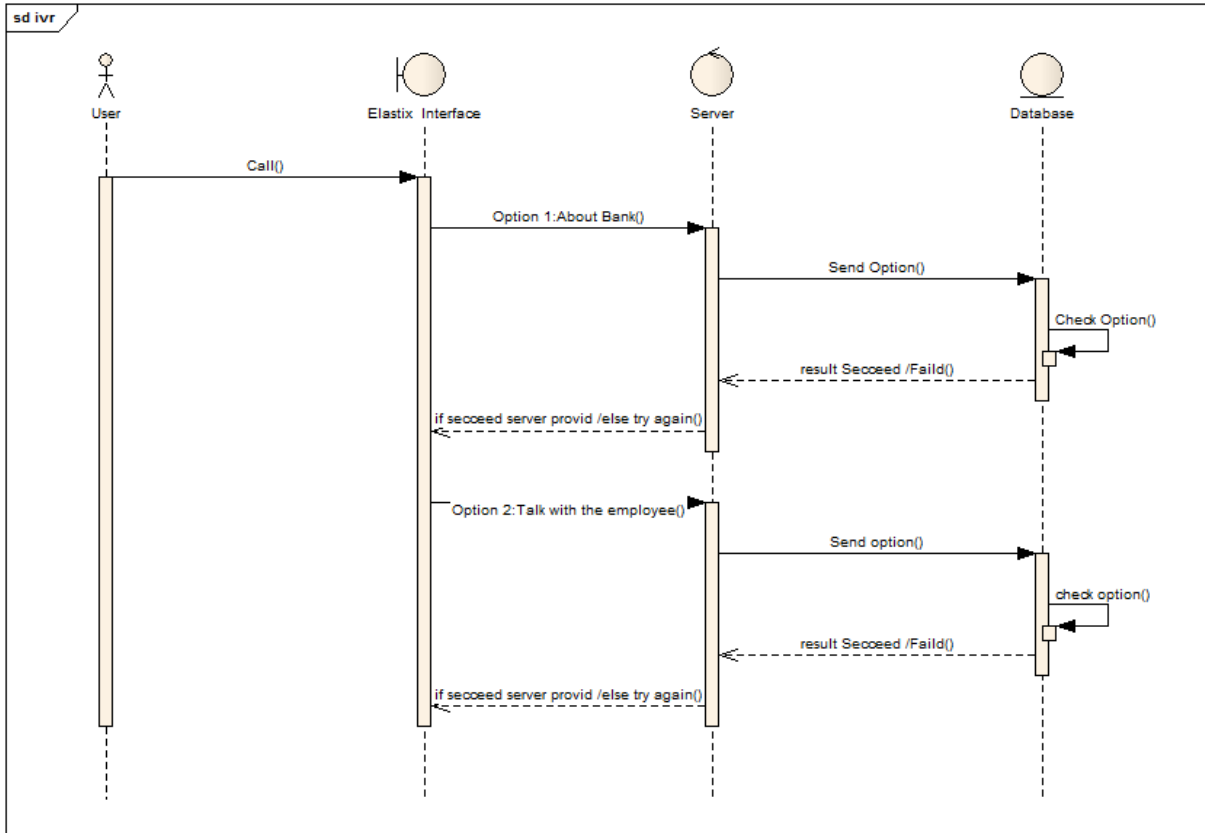 sd ivr
User
Elastix Interface
Server
Database
Call()
Option 1:About Bank()
Send Option()
Check Option()
result Secceed /Faild()
if secceed server provid /else try again()
Option 2:Talk with the employee()
Send option()
check option()
result Secceed /Faild()
if secceed server provid /else try again()